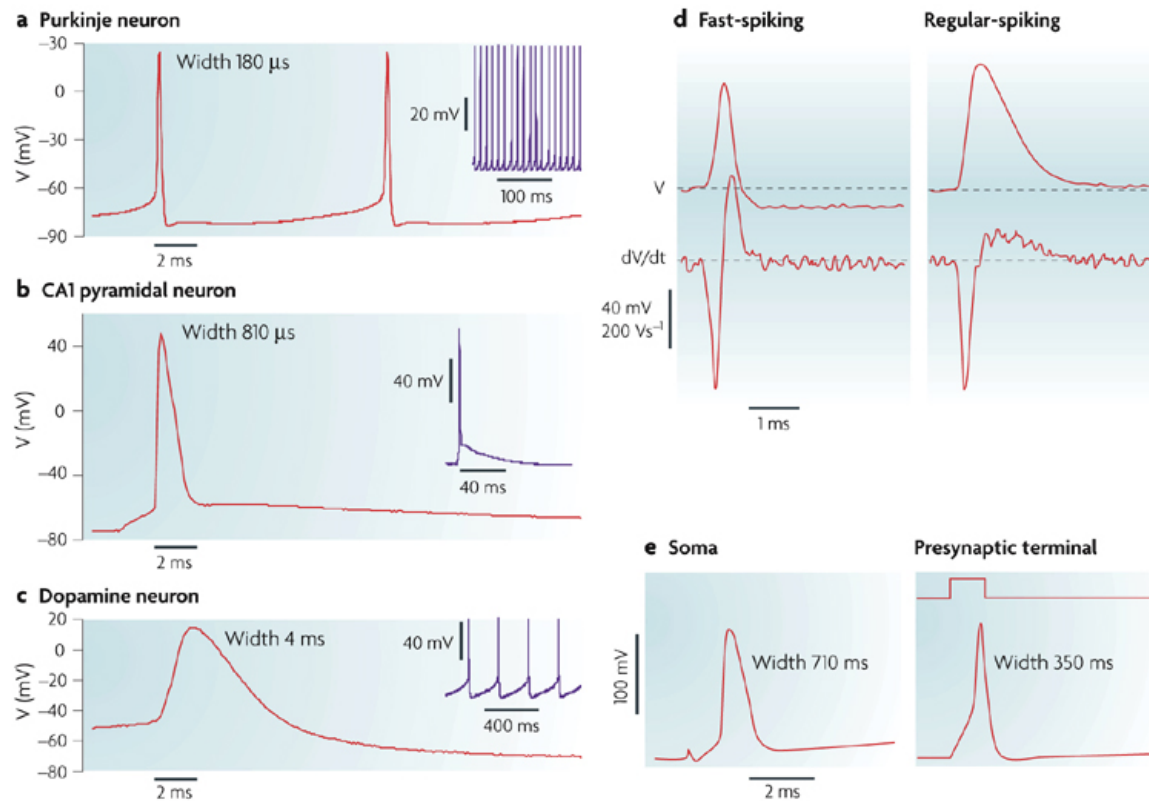 a Purkinje neuron
−30
0
−30
−60
−90
V (mV)
Width 180 µs
20 mV
100 ms
2 ms
b CA1 pyramidal neuron
40
0
−40
−80
V (mV)
Width 810 µs
40 mV
40 ms
2 ms
c Dopamine neuron
20
0
−20
−40
−60
−80
V (mV)
Width 4 ms
40 mV
400 ms
2 ms
d Fast-spiking
Regular-spiking
V
dV/dt
40 mV
200 Vs⁻¹
1 ms
e Soma
Presynaptic terminal
100 mV
Width 710 ms
Width 350 ms
2 ms